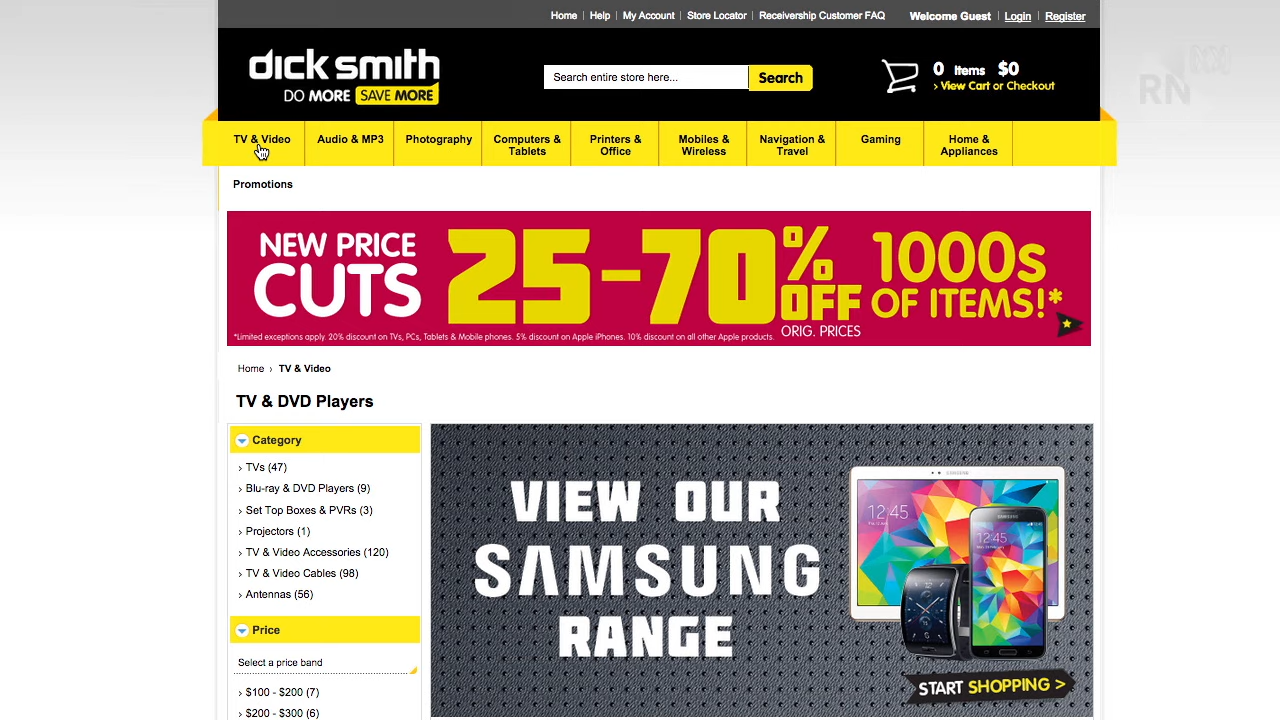 Home | Help | My Account | Store Locator | Receivership Customer FAQ Welcome Guest | Login | Register
dick smith
DO MORE SAVE MORE
Search entire store here...
Search
0 Items $0
› View Cart or Checkout
RN
TV & Video
Audio & MP3
Photography
Computers &
Tablets
Printers &
Office
Mobiles &
Wireless
Navigation &
Travel
Gaming
Home &
Appliances
Promotions
NEW PRICE
CUTS
25-70%
OFF
ORIG. PRICES
1000s
OF ITEMS!*
*Limited exceptions apply. 20% discount on TVs, PCs, Tablets & Mobile phones. 5% discount on Apple iPhones. 10% discount on all other Apple products.
Home › TV & Video
TV & DVD Players
Category
› TVs (47)
› Blu-ray & DVD Players (9)
› Set Top Boxes & PVRs (3)
› Projectors (1)
› TV & Video Accessories (120)
› TV & Video Cables (98)
› Antennas (56)
Price
Select a price band
› $100 - $200 (7)
› $200 - $300 (6)
VIEW OUR
SAMSUNG
RANGE
SAMSUNG
12:45
SAMSUNG
12:45
START SHOPPING >